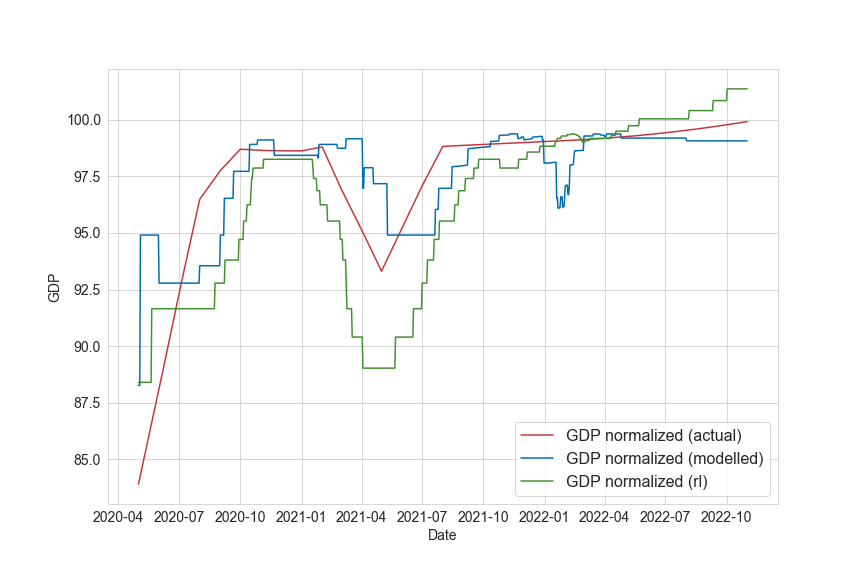 100.0
97.5
95.0
92.5
90.0
87.5
85.0
GDP
GDP normalized (actual)
GDP normalized (modelled)
GDP normalized (rl)
2020-04 2020-07 2020-10 2021-01 2021-04 2021-07 2021-10 2022-01 2022-04 2022-07 2022-10
Date